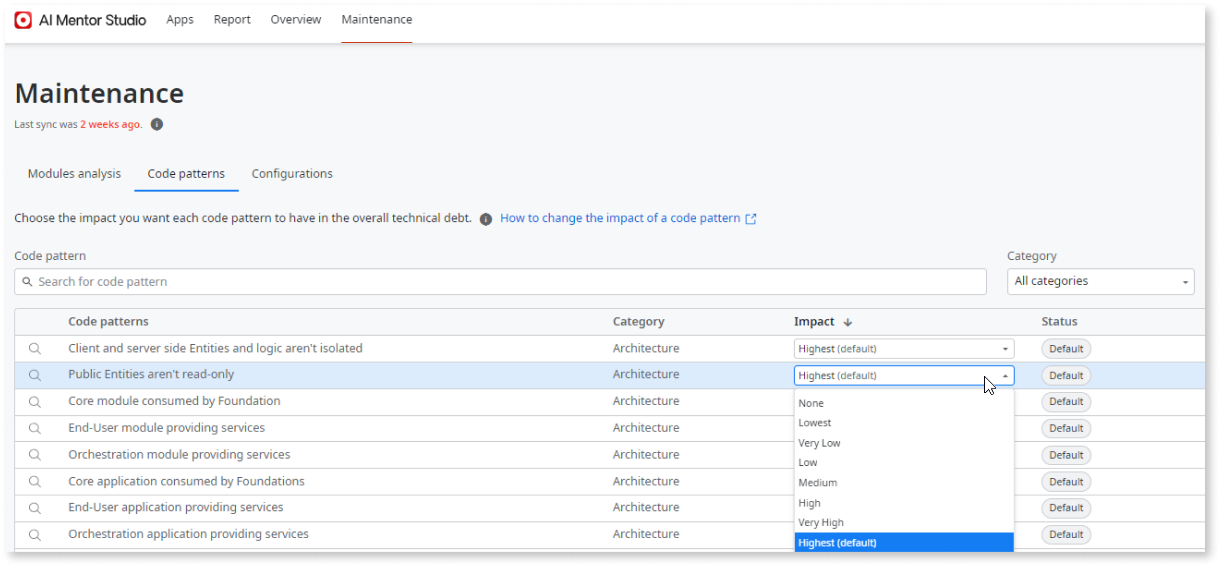 AI Mentor Studio Apps Report Overview Maintenance
Maintenance
Last sync was 2 weeks ago.
Modules analysis Code patterns Configurations
Choose the impact you want each code pattern to have in the overall technical debt. How to change the impact of a code pattern
Code pattern Category
Search for code pattern All categories
Code patterns Category Impact Status
Client and server side Entities and logic aren't isolated Architecture Highest (default) Default
Public Entities aren't read-only Architecture Highest (default) Default
Core module consumed by Foundation Architecture None Default
End-User module providing services Architecture Lowest Default
Very Low
Orchestration module providing services Architecture Low Default
Core application consumed by Foundations Architecture Medium Default
End-User application providing services Architecture High Default
Very High
Orchestration application providing services Architecture Highest (default) Default